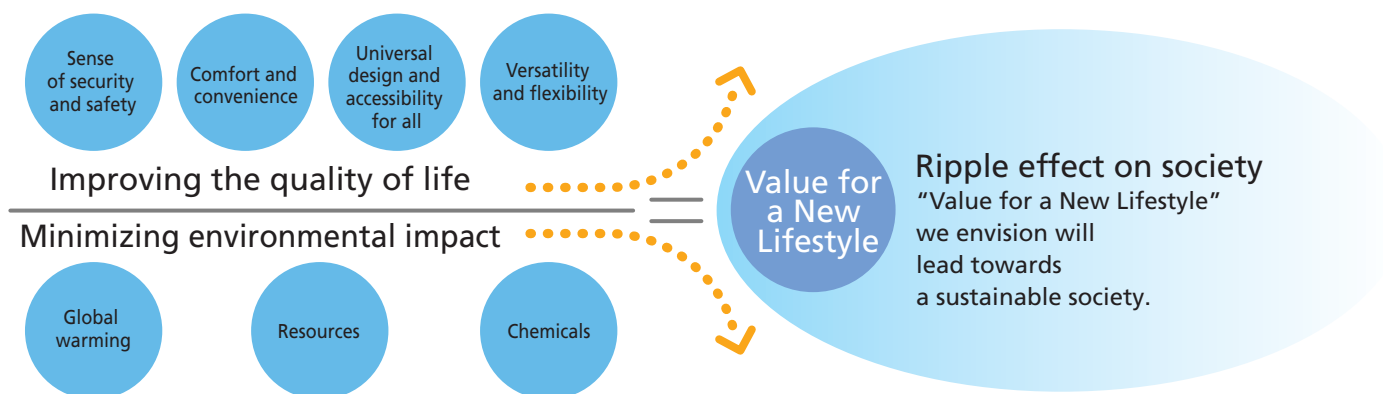 Sense
of security
and safety
Comfort and
convenience
Universal
design and
accessibility
for all
Versatility
and flexibility
Improving the quality of life
Minimizing environmental impact
Global
warming
Resources
Chemicals
Value for
a New
Lifestyle
Ripple effect on society
“Value for a New Lifestyle”
we envision will
lead towards
a sustainable society.